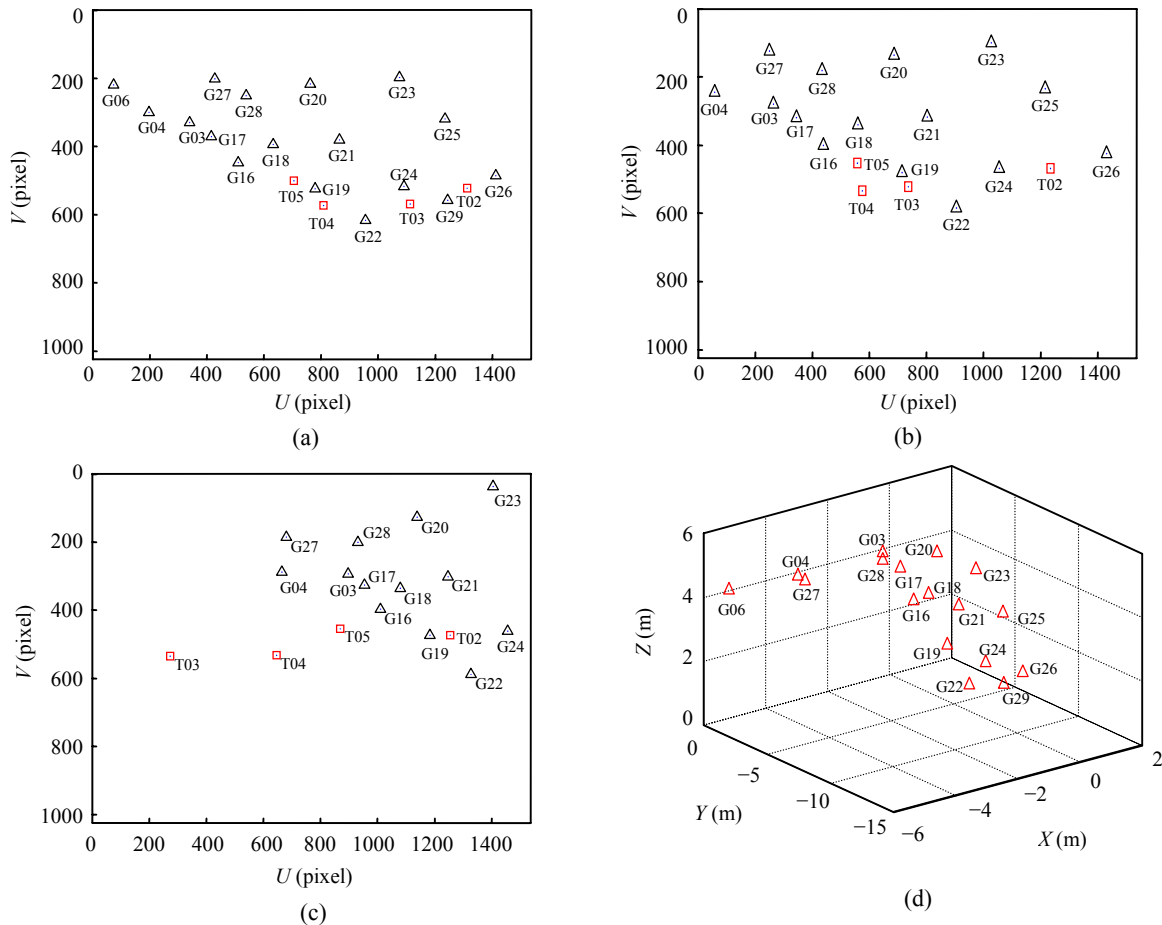 0
200
400
600
800
1000
V (pixel)
G06
G04
G27
G28
G03
G17
G16
G18
G20
G21
G23
G25
G24
G19
G26
G29
G22
T05
T04
T03
T02
0 200 400 600 800 1000 1200 1400
U (pixel)
(a)
0
200
400
600
800
1000
V (pixel)
G04
G27
G28
G03
G17
G16
G18
G20
G21
G23
G25
G19
G24
G26
G22
T05
T04
T03
T02
0 200 400 600 800 1000 1200 1400
U (pixel)
(b)
0
200
400
600
800
1000
V (pixel)
G23
G20
G28
G27
G04
G03
G17
G18
G16
G21
G19
G24
G22
T05
T02
T03
T04
0 200 400 600 800 1000 1200 1400
U (pixel)
(c)
6
4
2
0
Z (m)
G03
G20
G04
G28
G17
G18
G23
G06
G27
G16
G21
G25
G19
G24
G26
G22
G29
0
−5
−10
−15
Y (m)
−6
−4
−2
0
2
X (m)
(d)